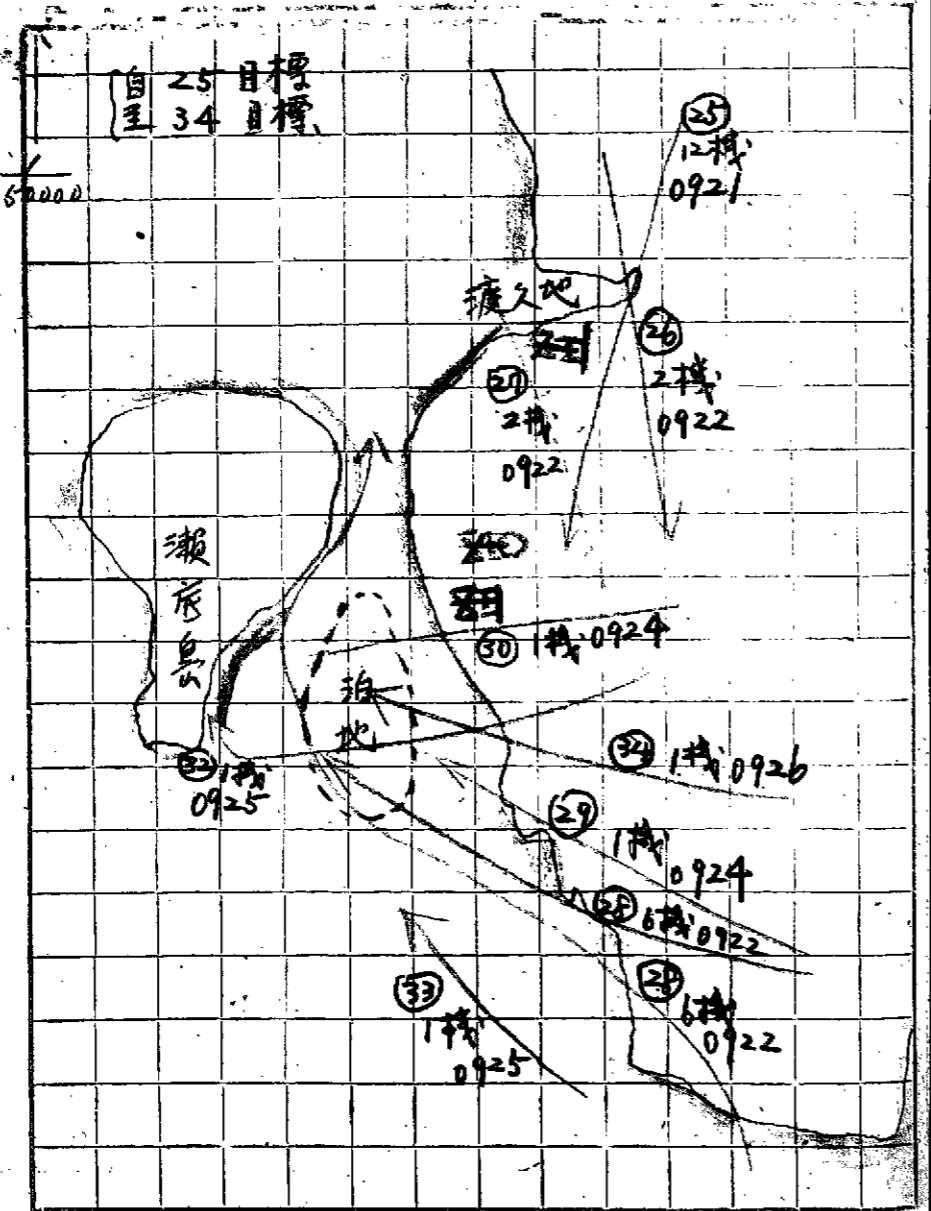 自 25 目標
至 34 目標
1/50000
㉕
12機
0921
渡久地
㉖
2機
0922
㉗
2機
0922
瀬底島
㉚ 1機 0924
泊地
㉞ 1機 0926
1機
0925
㉙
1機
0924
㉘ 6機 0922
㉘
6機
0922
㉝
1機
0925